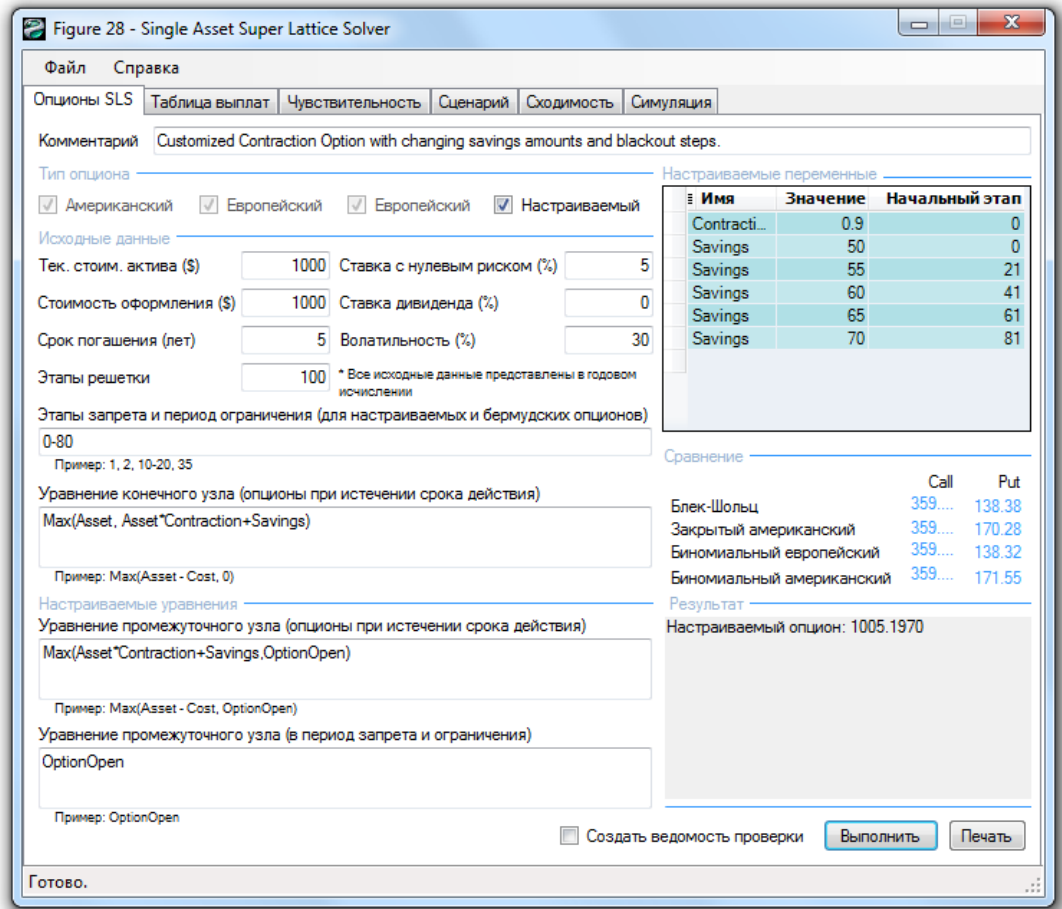 Figure 28 - Single Asset Super Lattice Solver
Файл Справка
Опционы SLS Таблица выплат Чувствительность Сценарий Сходимость Симуляция
Комментарий Customized Contraction Option with changing savings amounts and blackout steps.
Тип опциона
Американский Европейский Европейский Настраиваемый
Исходные данные
Тек. стоим. актива ($) 1000 Ставка с нулевым риском (%) 5
Стоимость оформления ($) 1000 Ставка дивиденда (%) 0
Срок погашения (лет) 5 Волатильность (%) 30
Этапы решетки 100 * Все исходные данные представлены в годовом
исчислении
Этапы запрета и период ограничения (для настраиваемых и бермудских опционов)
0-80
Пример: 1, 2, 10-20, 35
Уравнение конечного узла (опционы при истечении срока действия)
Max(Asset, Asset*Contraction+Savings)
Пример: Max(Asset - Cost, 0)
Настраиваемые уравнения
Уравнение промежуточного узла (опционы при истечении срока действия)
Max(Asset*Contraction+Savings,OptionOpen)
Пример: Max(Asset - Cost, OptionOpen)
Уравнение промежуточного узла (в период запрета и ограничения)
OptionOpen
Пример: OptionOpen
Настраиваемые переменные
Имя Значение Начальный этап
Contracti... 0.9 0
Savings 50 0
Savings 55 21
Savings 60 41
Savings 65 61
Savings 70 81
Сравнение
Call Put
Блек-Шольц 359.... 138.38
Закрытый американский 359.... 170.28
Биномиальный европейский 359.... 138.32
Биномиальный американский 359.... 171.55
Результат
Настраиваемый опцион: 1005.1970
Создать ведомость проверки Выполнить Печать
Готово.